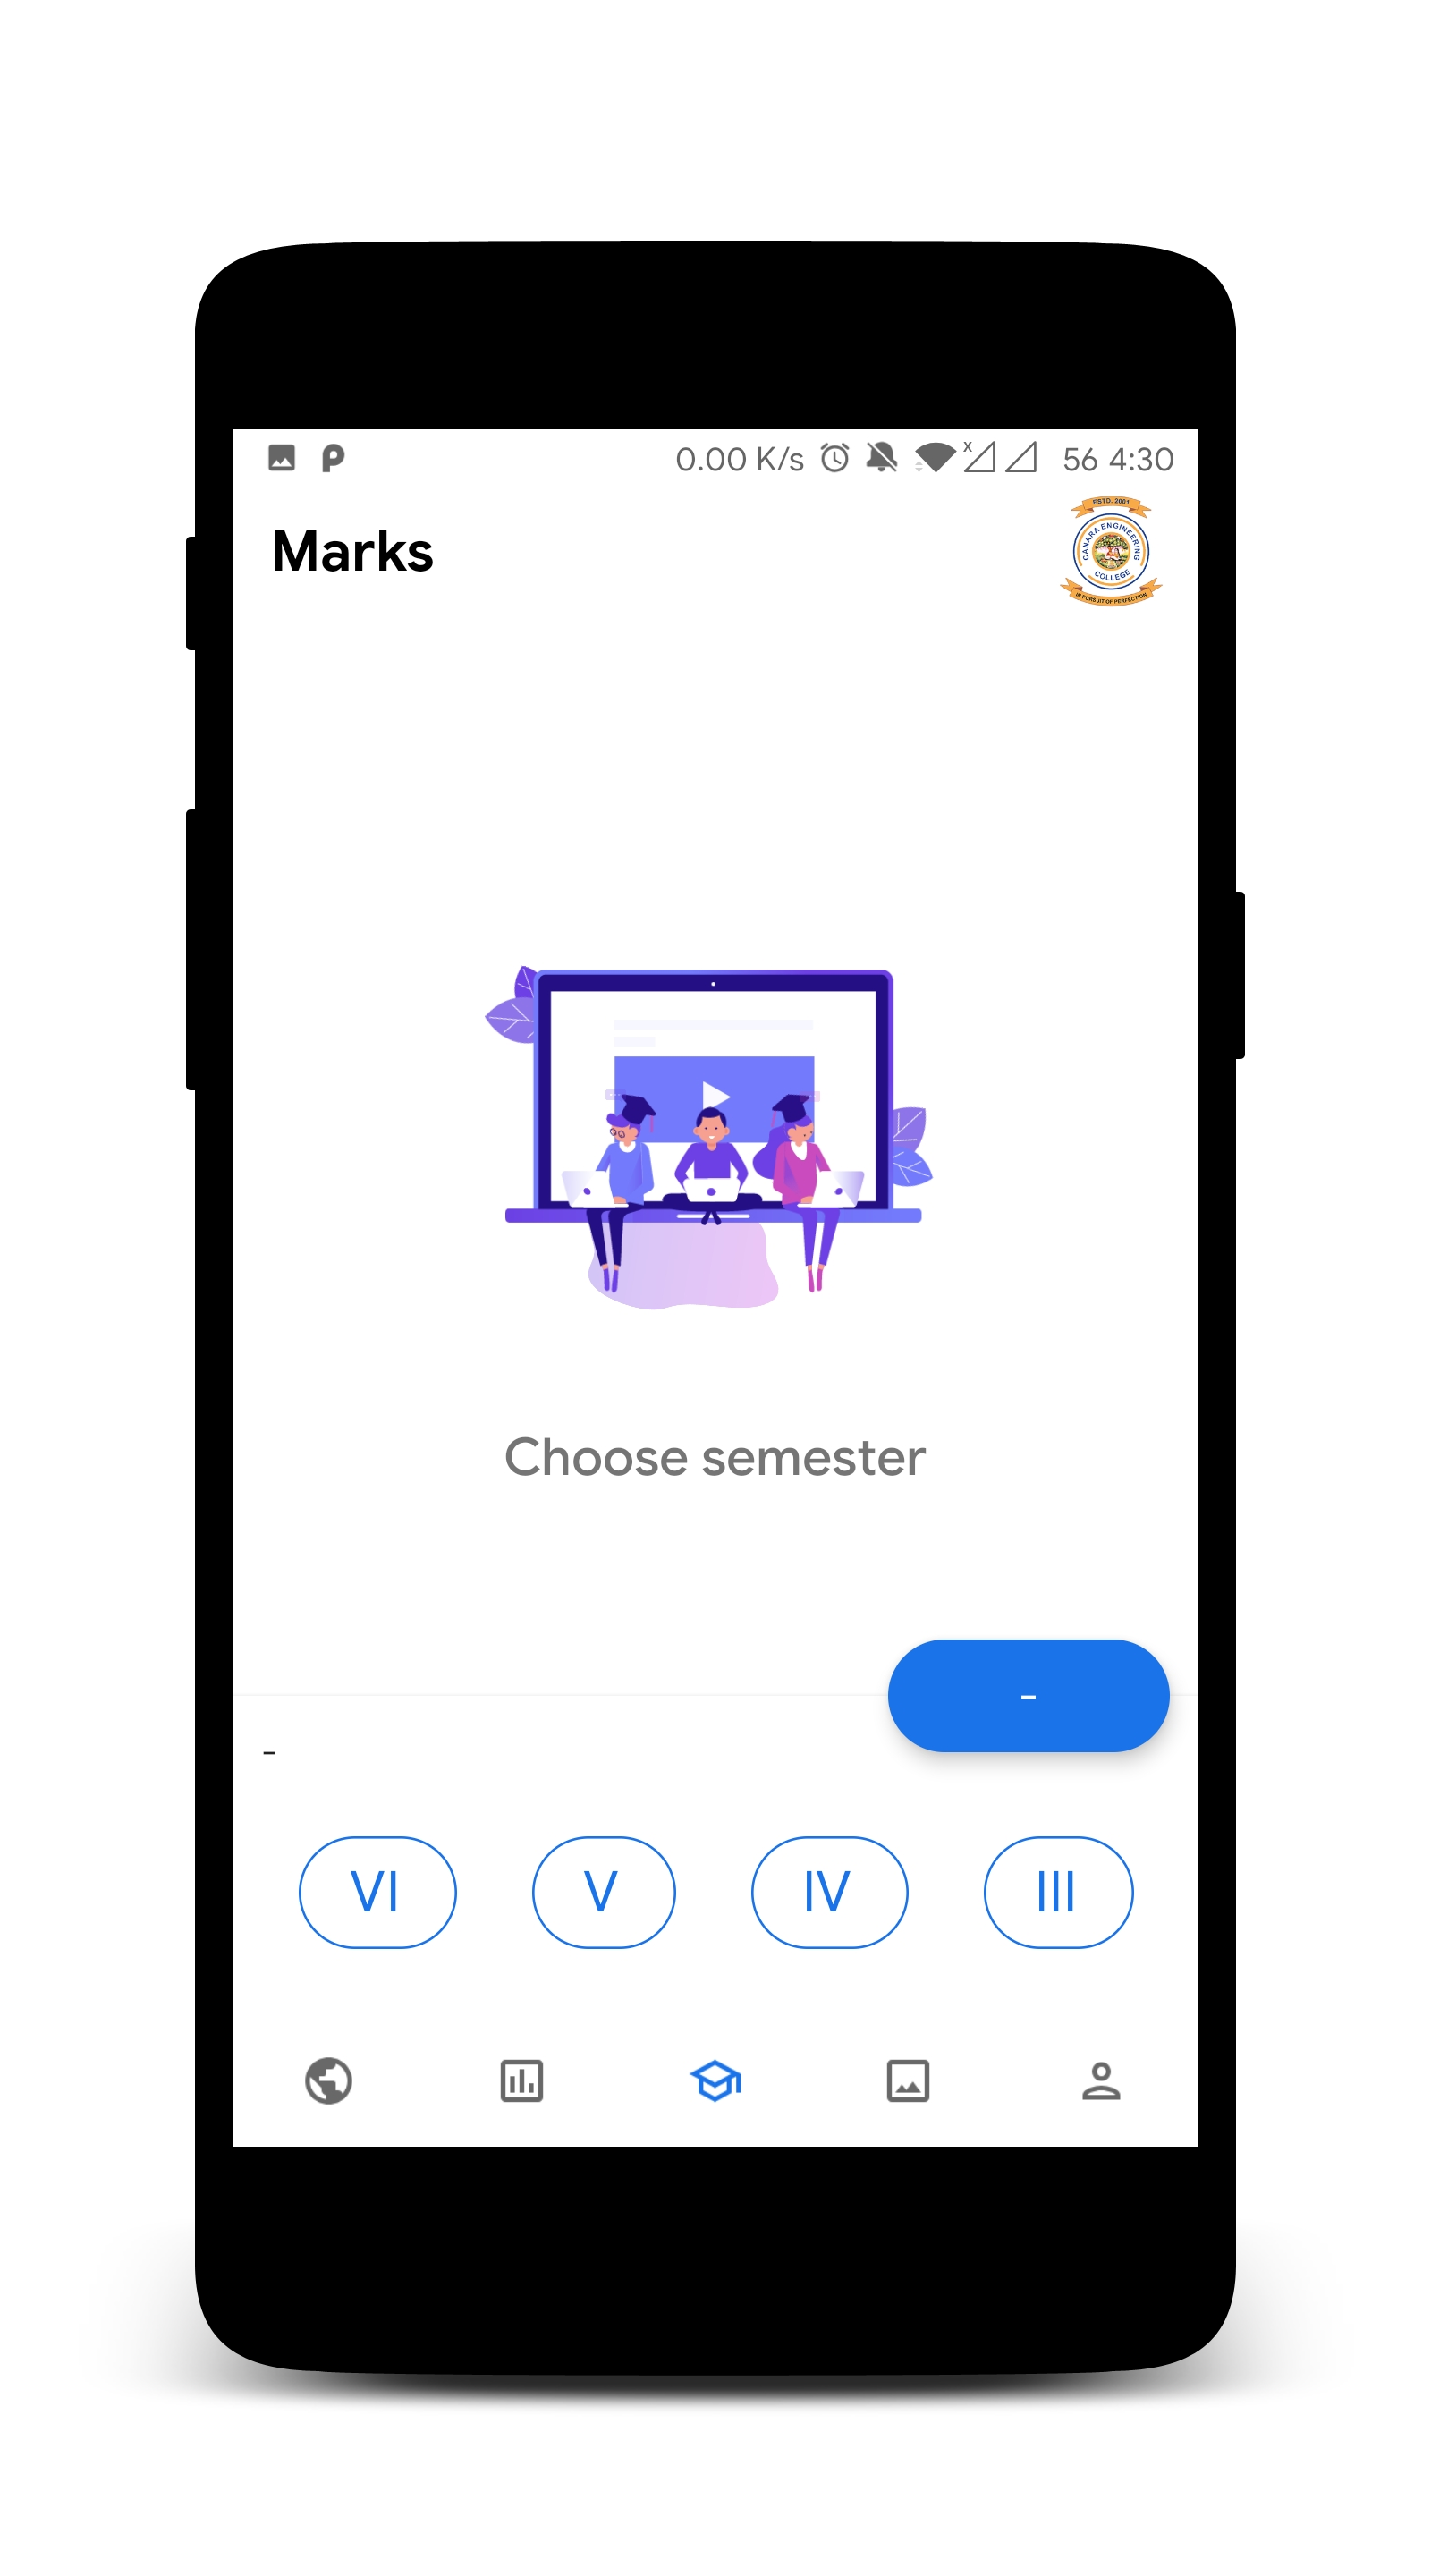 0.00 K/s 56 4:30
Marks
ESTD. 2001
CANARA ENGINEERING
COLLEGE
IN PURSUIT OF PERFECTION
Choose semester
-
-
VI V IV III